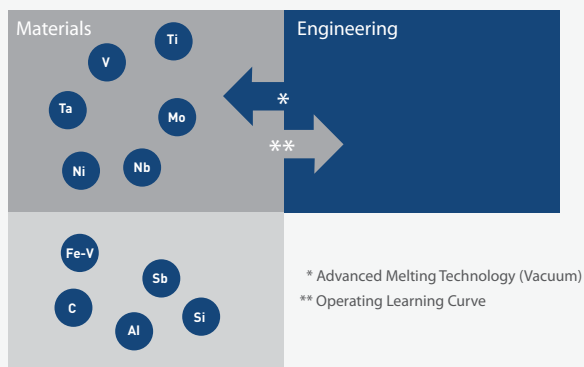 Materials
Engineering
Ti
V
Ta
Mo
Ni
Nb
*
**
Fe-V
Sb
C
Si
Al
* Advanced Melting Technology (Vacuum)
** Operating Learning Curve